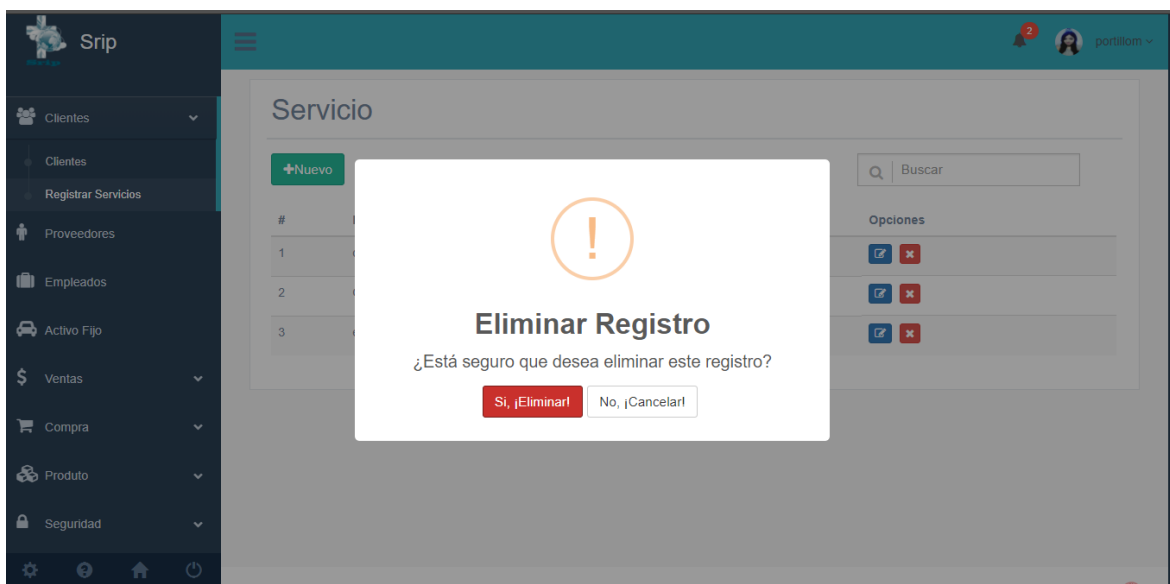 Srip
2
portillom
Clientes
Servicio
Clientes
+Nuevo
Buscar
Registrar Servicios
#
Opciones
Proveedores
1
Empleados
2
Activo Fijo
3
Eliminar Registro
¿Está seguro que desea eliminar este registro?
Ventas
Si, ¡Eliminar!
No, ¡Cancelar!
Compra
Produto
Seguridad